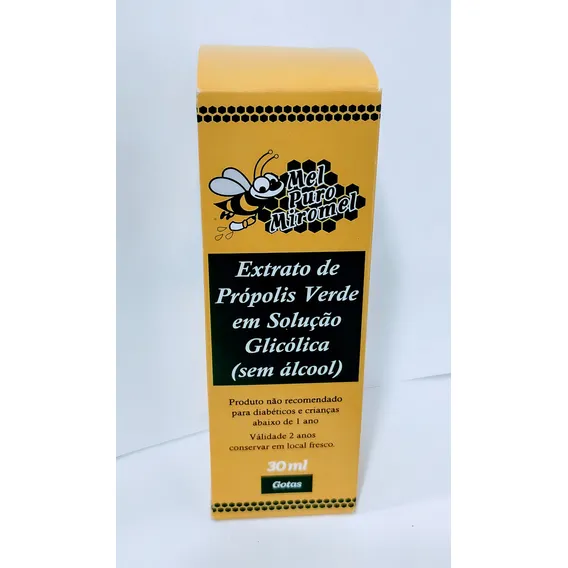 Mel
Puro
Miromel
Extrato de
Própolis Verde
em Solução
Glicólica
(sem álcool)
Produto não recomendado
para diabéticos e crianças
abaixo de 1 ano
Válidade 2 anos
conservar em local fresco.
30 ml
Gotas